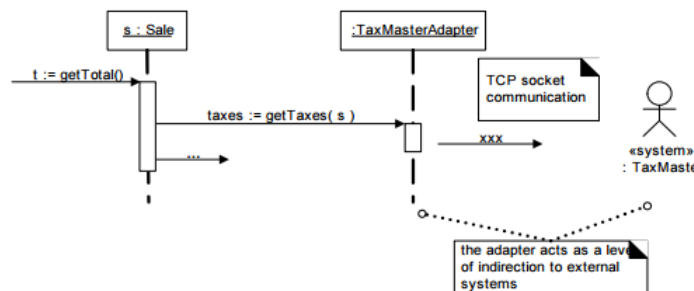 s : Sale
:TaxMasterAdapter
t := getTotal()
TCP socket
communication
taxes := getTaxes( s )
xxx
...
«system»
: TaxMaste
the adapter acts as a leve
of indirection to external
systems